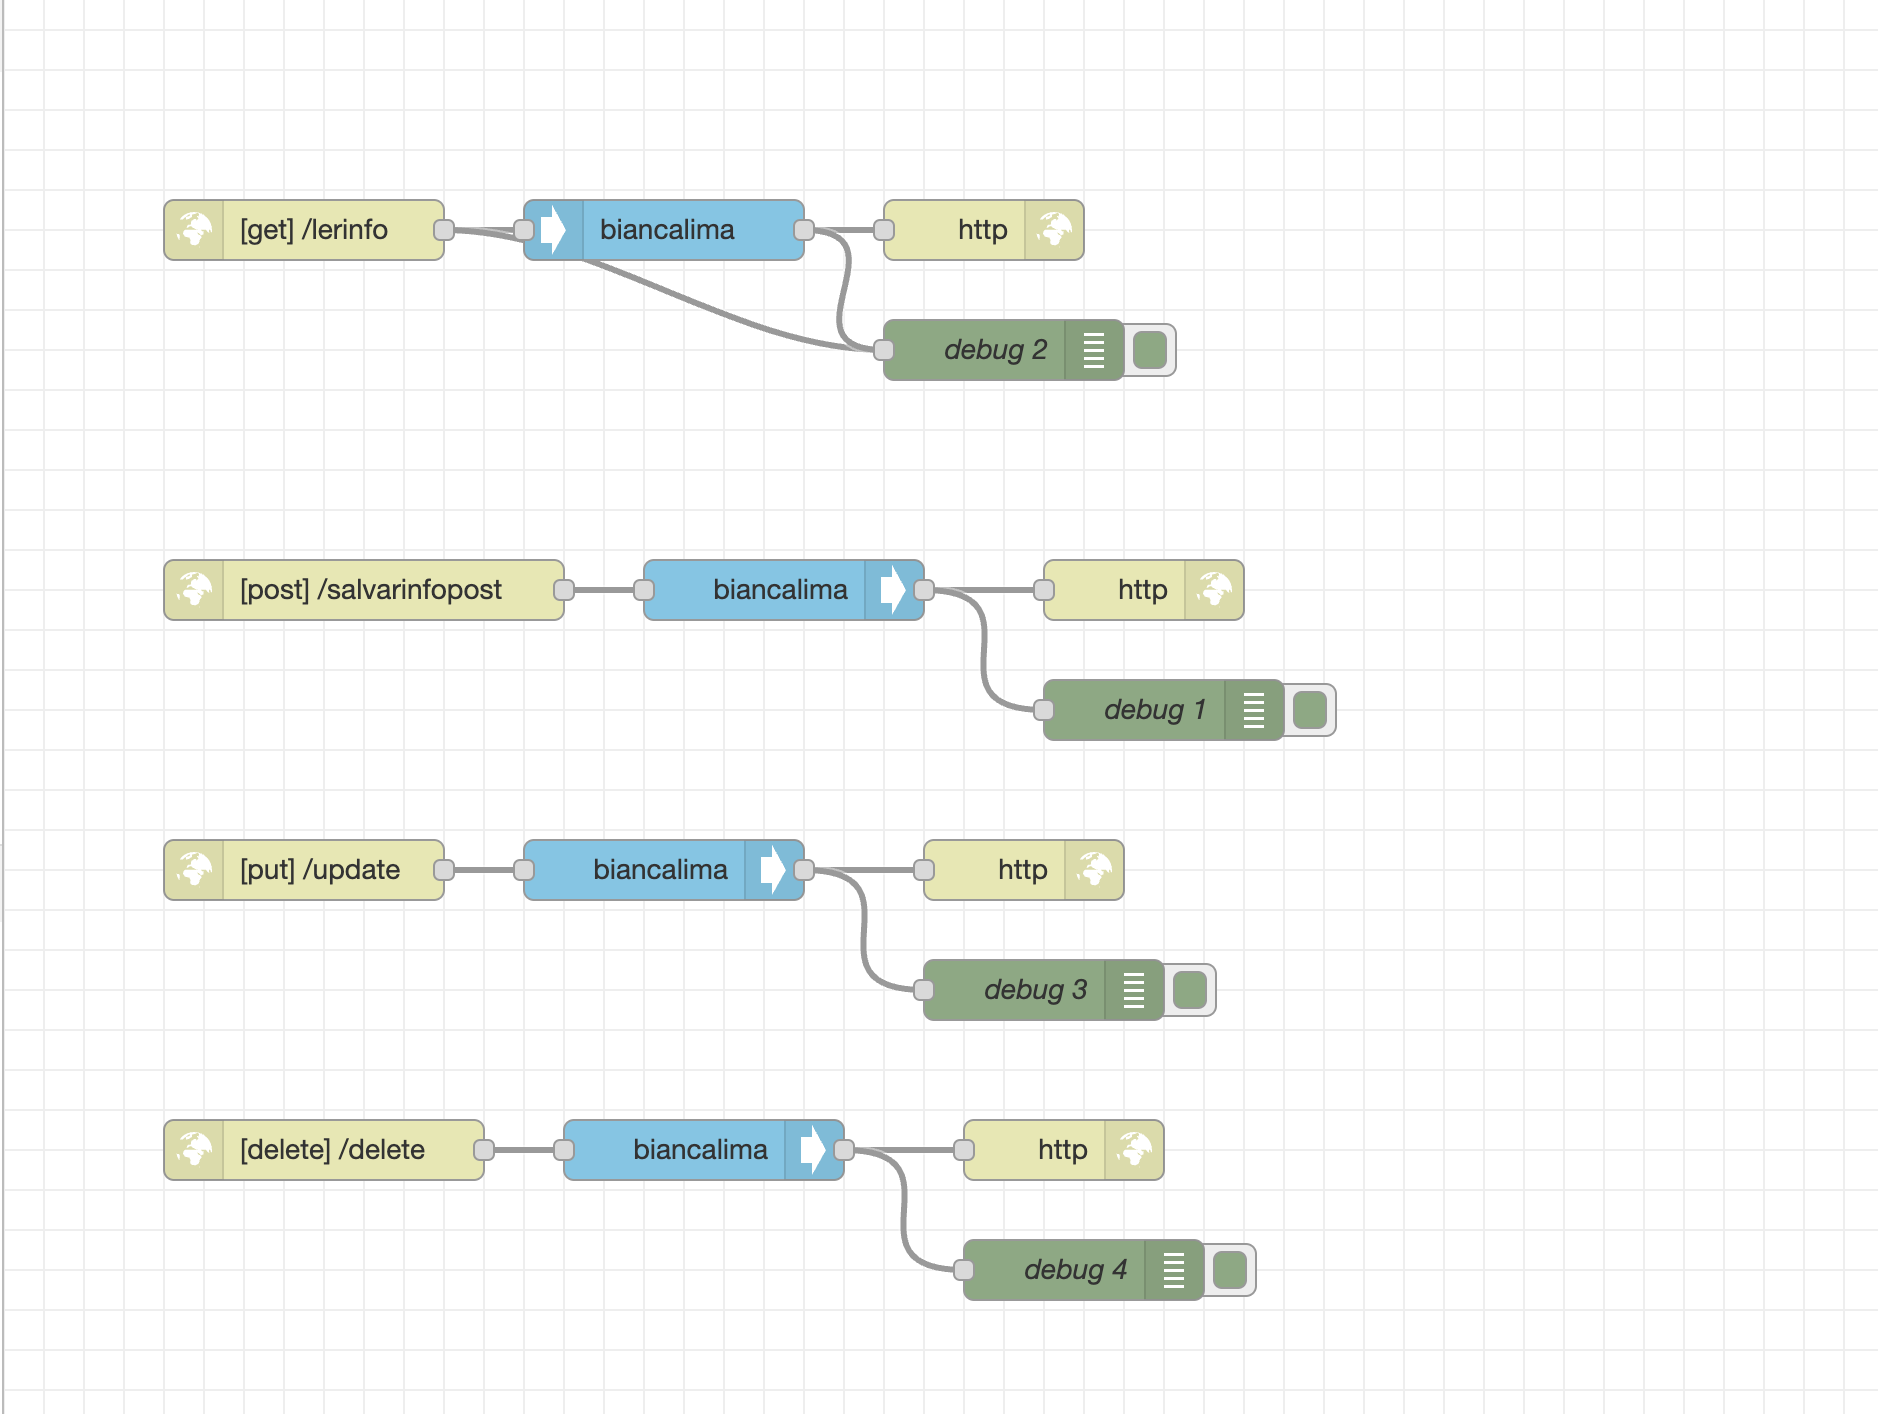 [get] /lerinfo
biancalima
http
debug 2
[post] /salvarinfopost
biancalima
http
debug 1
[put] /update
biancalima
http
debug 3
[delete] /delete
biancalima
http
debug 4